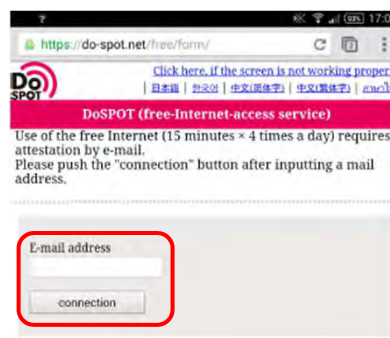 ? 17:0
https://do-spot.net/free/form/
Do SPOT
Click here, if the screen is not working proper
| 日本語 | 한국어 | 中文(简体字) | 中文(繁体字) |
DoSPOT (free-Internet-access service)
Use of the free Internet (15 minutes × 4 times a day) requires
attestation by e-mail.
Please push the "connection" button after inputting a mail
address.
E-mail address
connection